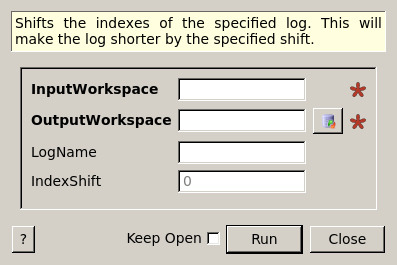 Shifts the indexes of the specified log. This will
make the log shorter by the specified shift.
InputWorkspace
OutputWorkspace
LogName
IndexShift 0
? Keep Open Run Close